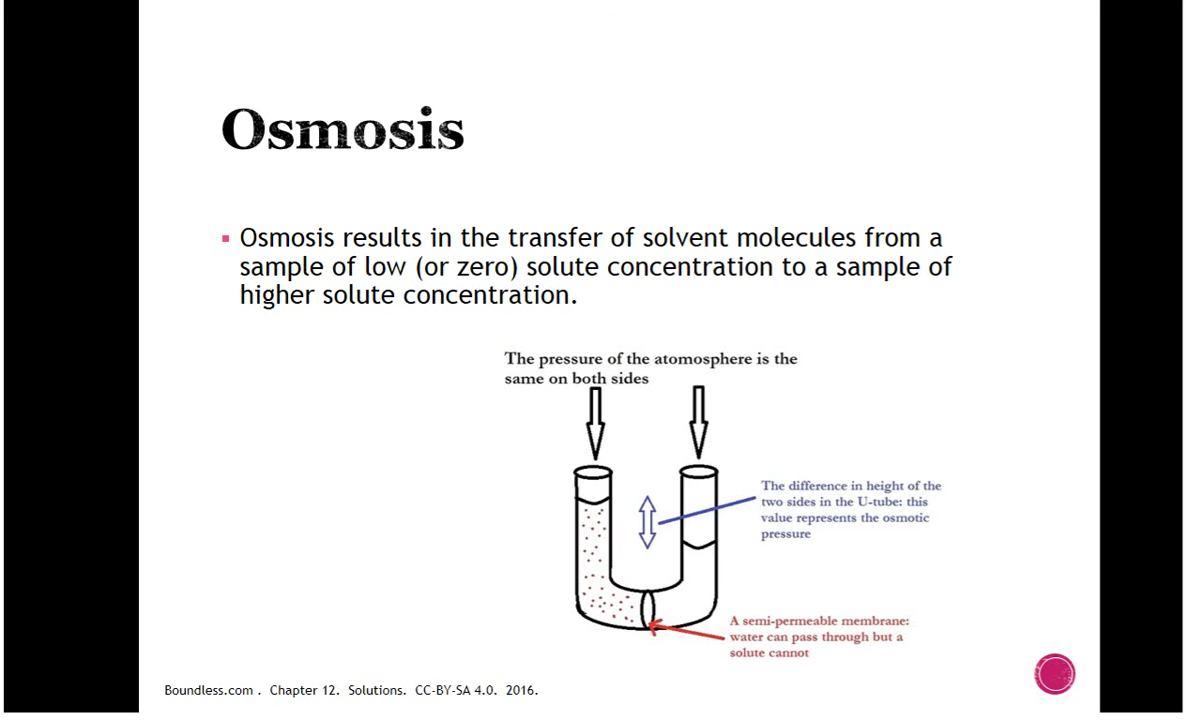 Osmosis
▪ Osmosis results in the transfer of solvent molecules from a
sample of low (or zero) solute concentration to a sample of
higher solute concentration.
The pressure of the atomosphere is the
same on both sides
The difference in height of the
two sides in the U-tube: this
value represents the osmotic
pressure
A semi-permeable membrane:
water can pass through but a
solute cannot
Boundless.com . Chapter 12. Solutions. CC-BY-SA 4.0. 2016.